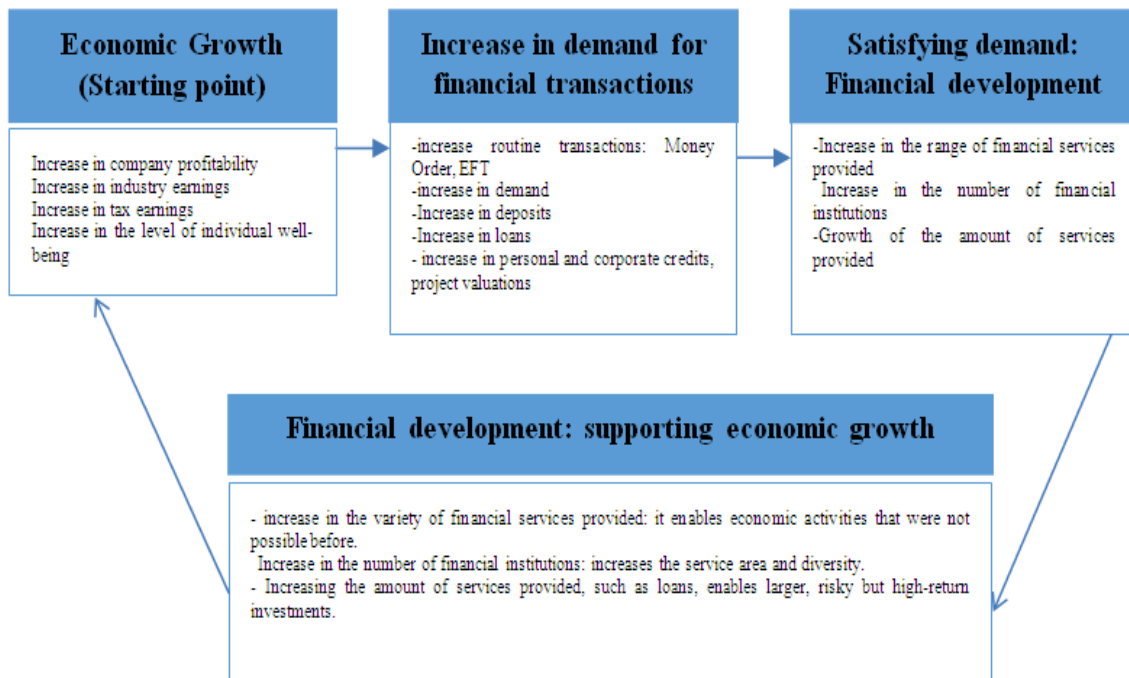 Economic Growth
(Starting point)
Increase in company profitability
Increase in industry earnings
Increase in tax earnings
Increase in the level of individual well-
being
Increase in demand for
financial transactions
-increase routine transactions: Money
Order, EFT
-increase in demand
-Increase in deposits
-Increase in loans
- increase in personal and corporate credits,
project valuations
Satisfying demand:
Financial development
-Increase in the range of financial services
provided
Increase in the number of financial
institutions
-Growth of the amount of services
provided
Financial development: supporting economic growth
- increase in the variety of financial services provided: it enables economic activities that were not
possible before.
Increase in the number of financial institutions: increases the service area and diversity.
- Increasing the amount of services provided, such as loans, enables larger, risky but high-return
investments.